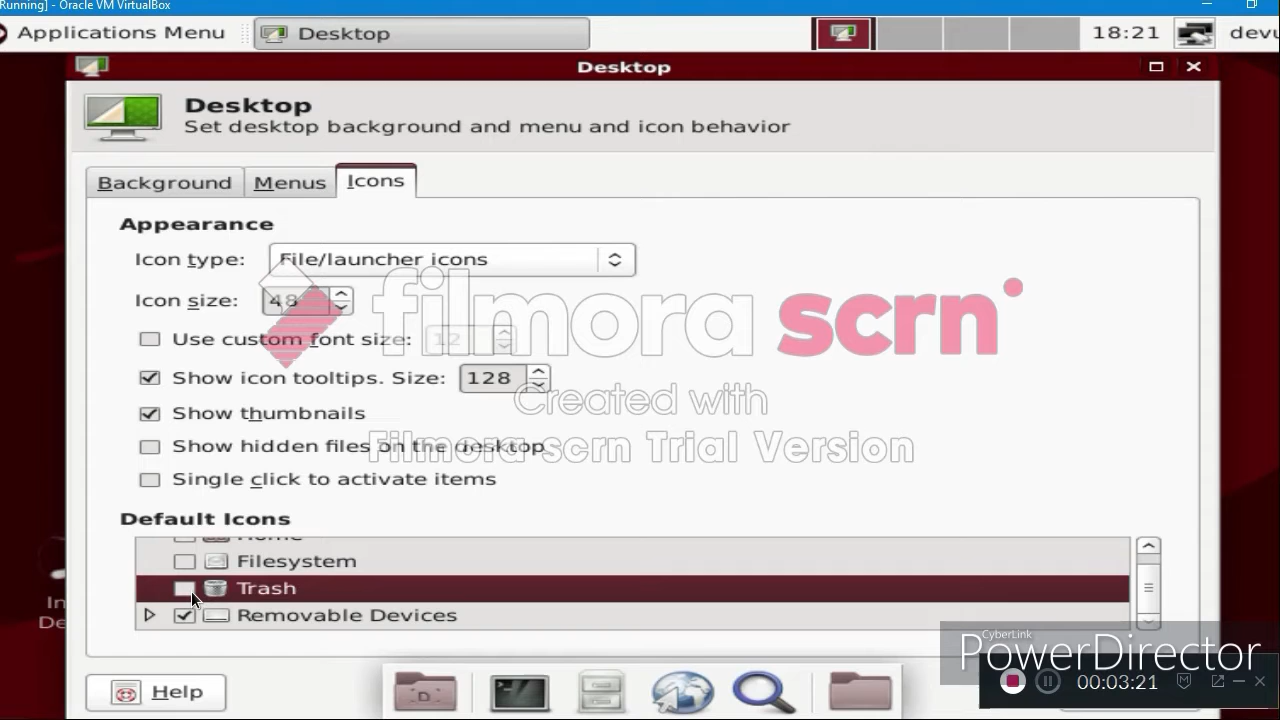 Running] - Oracle VM VirtualBox
Applications Menu
Desktop
18:21
Desktop
Desktop
Set desktop background and menu and icon behavior
Background
Menus
Icons
Appearance
Icon type:
File/launcher icons
Icon size:
48
filmora scrn
Use custom font size:
12
Show icon tooltips. Size:
128
Created with
Show thumbnails
Show hidden files on the desktop
Filmora scrn Trial Version
Single click to activate items
Default Icons
Home
Filesystem
Trash
Removable Devices
CyberLink
PowerDirector
00:03:21
Help